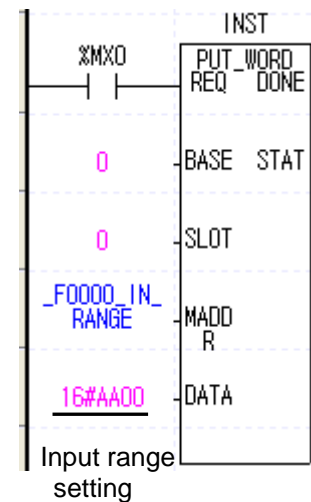 INST
%MX0
PUT_WORD
REQ DONE
0
BASE STAT
0
SLOT
_F0000_IN_
RANGE
MADD
R
16#AA00
DATA
Input range
setting